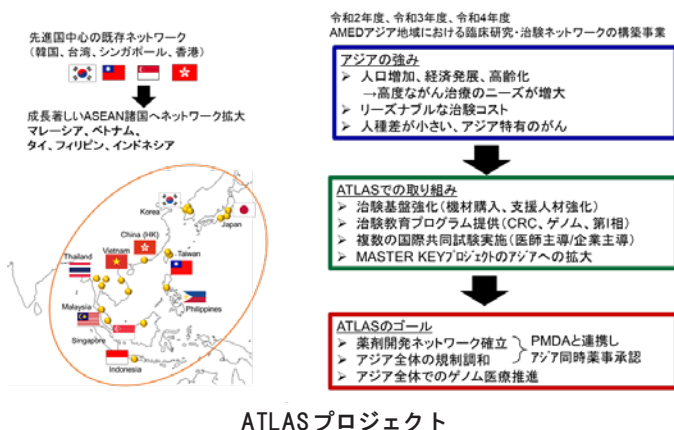 先進国中心の既存ネットワーク
(韓国、台湾、シンガポール、香港)
成長著しいASEAN諸国へネットワーク拡大
マレーシア、ベトナム、
タイ、フィリピン、インドネシア
Korea
Japan
China (HK)
Thailand
Vietnam
Taiwan
Philippines
Malaysia
Singapore
Indonesia
令和2年度、令和3年度、令和4年度
AMEDアジア地域における臨床研究・治験ネットワークの構築事業
アジアの強み
➢ 人口増加、経済発展、高齢化
→高度ながん治療のニーズが増大
➢ リーズナブルな治験コスト
➢ 人種差が小さい、アジア特有のがん
ATLASでの取り組み
➢ 治験基盤強化(機材購入、支援人材強化)
➢ 治験教育プログラム提供(CRC、ゲノム、第I相)
➢ 複数の国際共同試験実施(医師主導/企業主導)
➢ MASTER KEYプロジェクトのアジアへの拡大
ATLASのゴール
➢ 薬剤開発ネットワーク確立
➢ アジア全体の規制調和
PMDAと連携し
アジア同時薬事承認
➢ アジア全体でのゲノム医療推進
ATLASプロジェクト